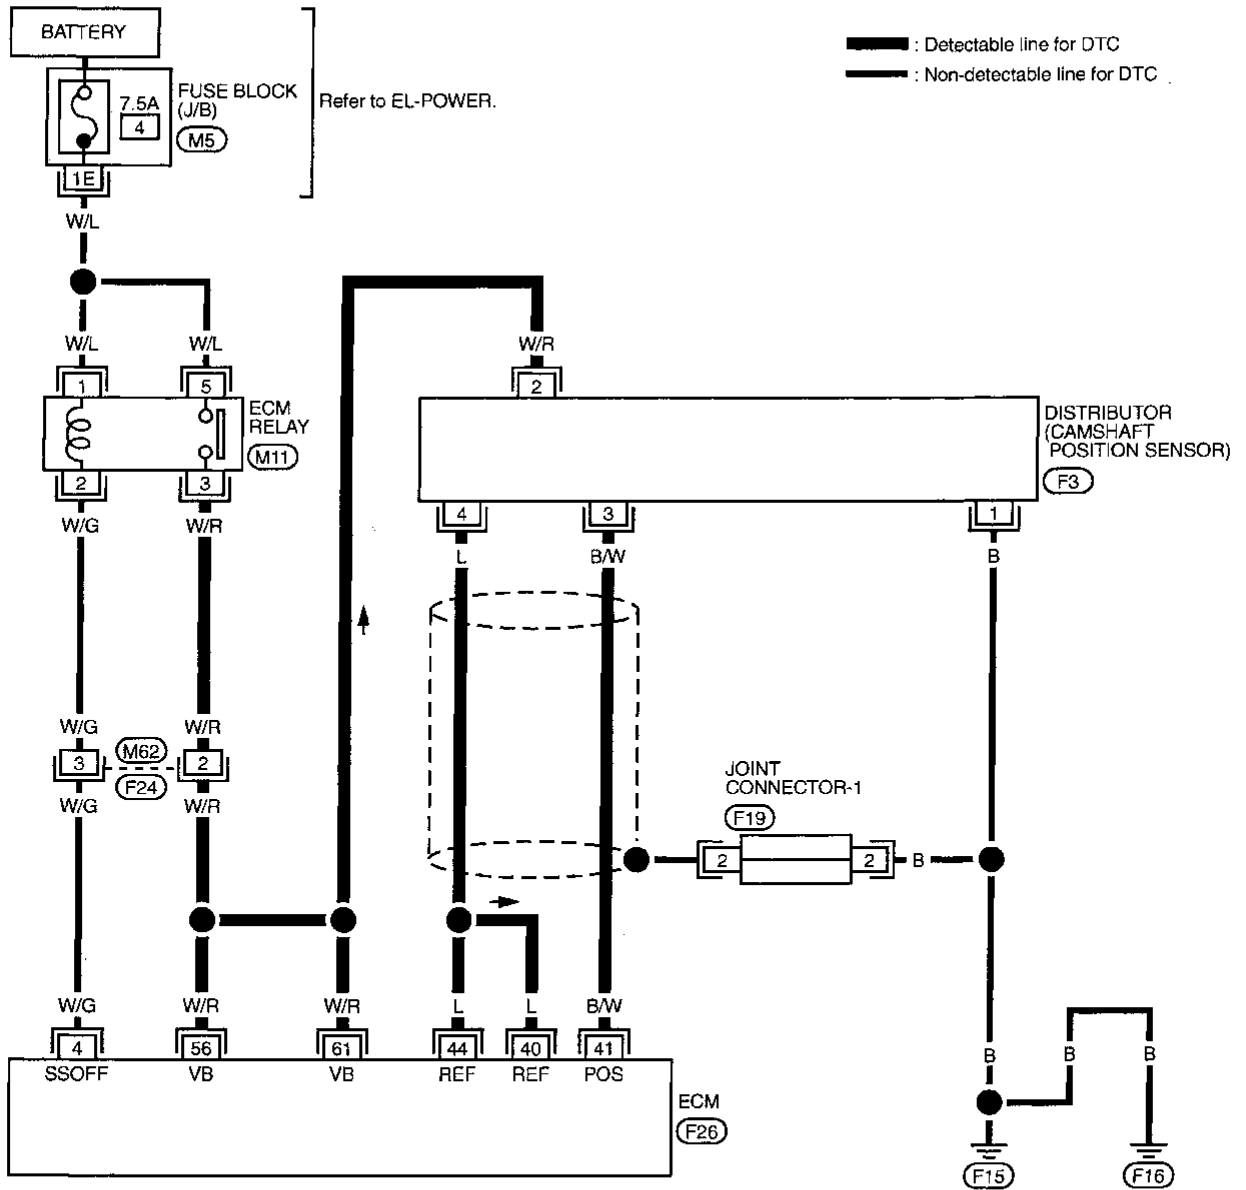 BATTERY
: Detectable line for DTC
: Non-detectable line for DTC
7.5A
4
FUSE BLOCK
(J/B)
M5
Refer to EL-POWER.
1E
W/L
W/L
W/L
W/R
1
5
2
ECM
RELAY
M11
DISTRIBUTOR
(CAMSHAFT
POSITION SENSOR)
F3
2
3
4
3
1
W/G
W/R
L
B/W
B
W/G
W/R
3
M62
2
F24
W/G
W/R
JOINT
CONNECTOR-1
F19
2
2
B
W/G
W/R
W/R
L
L
B/W
4
56
61
44
40
41
SSOFF
VB
VB
REF
REF
POS
B
B
B
ECM
F26
F15
F16